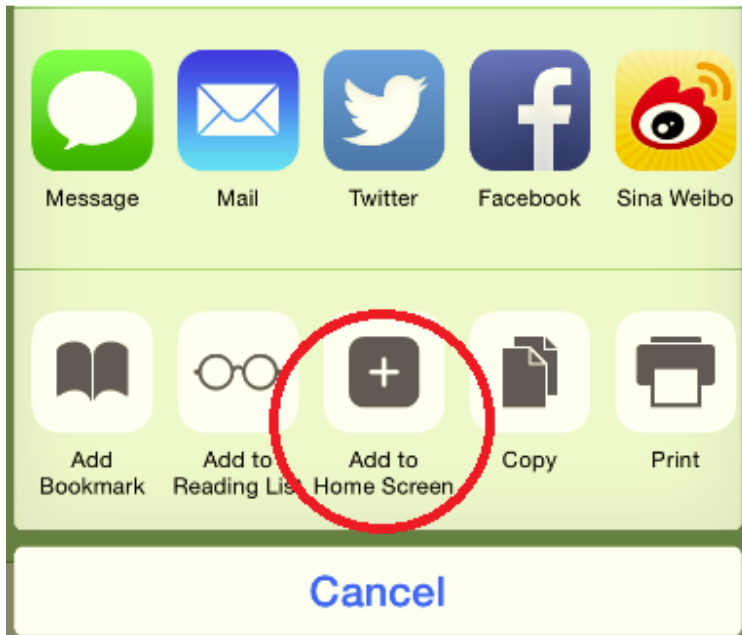 Message Mail Twitter Facebook Sina Weibo
Add Add to Add to Copy Print
Bookmark Reading List Home Screen
Cancel